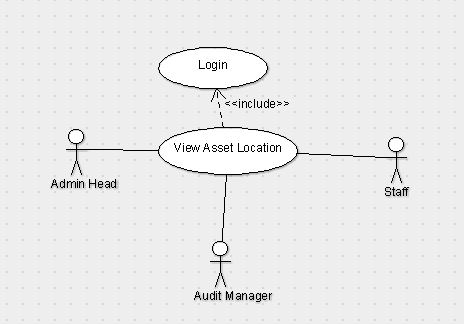 Login
<<include>>
View Asset Location
Admin Head
Staff
Audit Manager